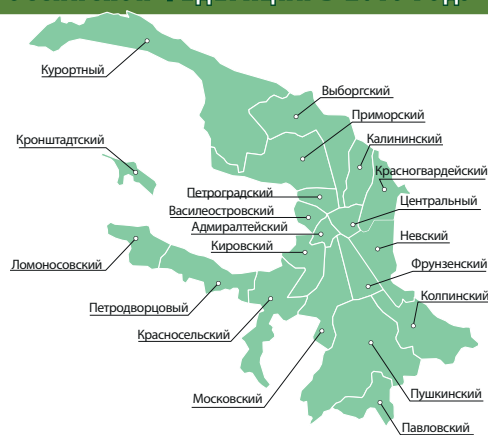 Курортный
Выборгский
Приморский
Кронштадтский
Калининский
Красногвардейский
Петроградский
Центральный
Василеостровский
Адмиралтейский
Невский
Кировский
Ломоносовский
Фрунзенский
Колпинский
Петродворцовый
Красносельский
Московский
Пушкинский
Павловский